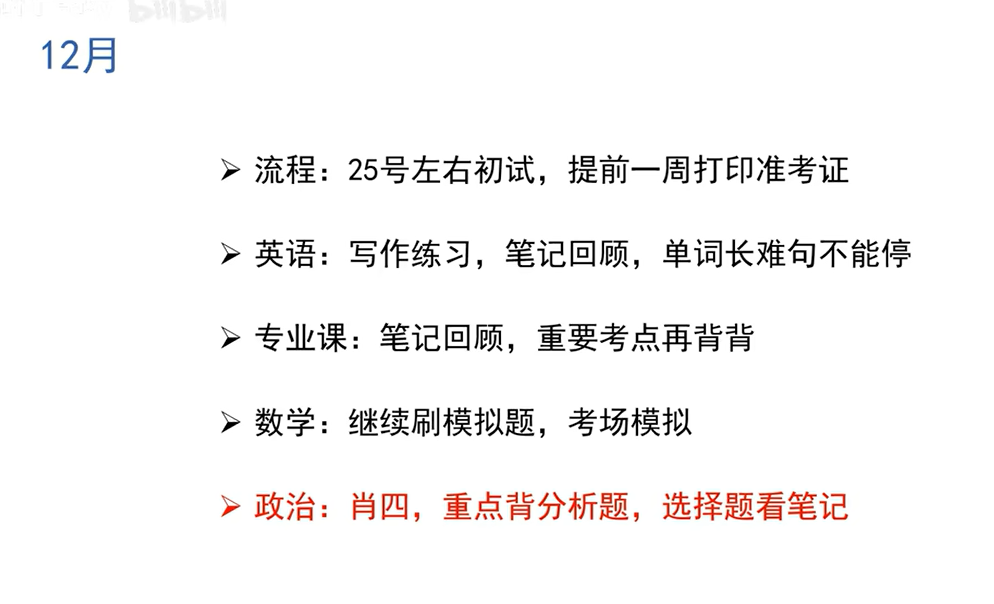 bilibili
12月
➢ 流程：25号左右初试，提前一周打印准考证
➢ 英语：写作练习，笔记回顾，单词长难句不能停
➢ 专业课：笔记回顾，重要考点再背背
➢ 数学：继续刷模拟题，考场模拟
➢ 政治：肖四，重点背分析题，选择题看笔记